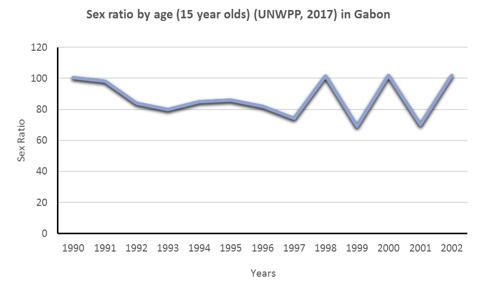 Sex ratio by age (15 year olds) (UNWPP, 2017) in Gabon
120
100
80
60
40
20
0
Sex Ratio
1990 1991 1992 1993 1994 1995 1996 1997 1998 1999 2000 2001 2002
Years